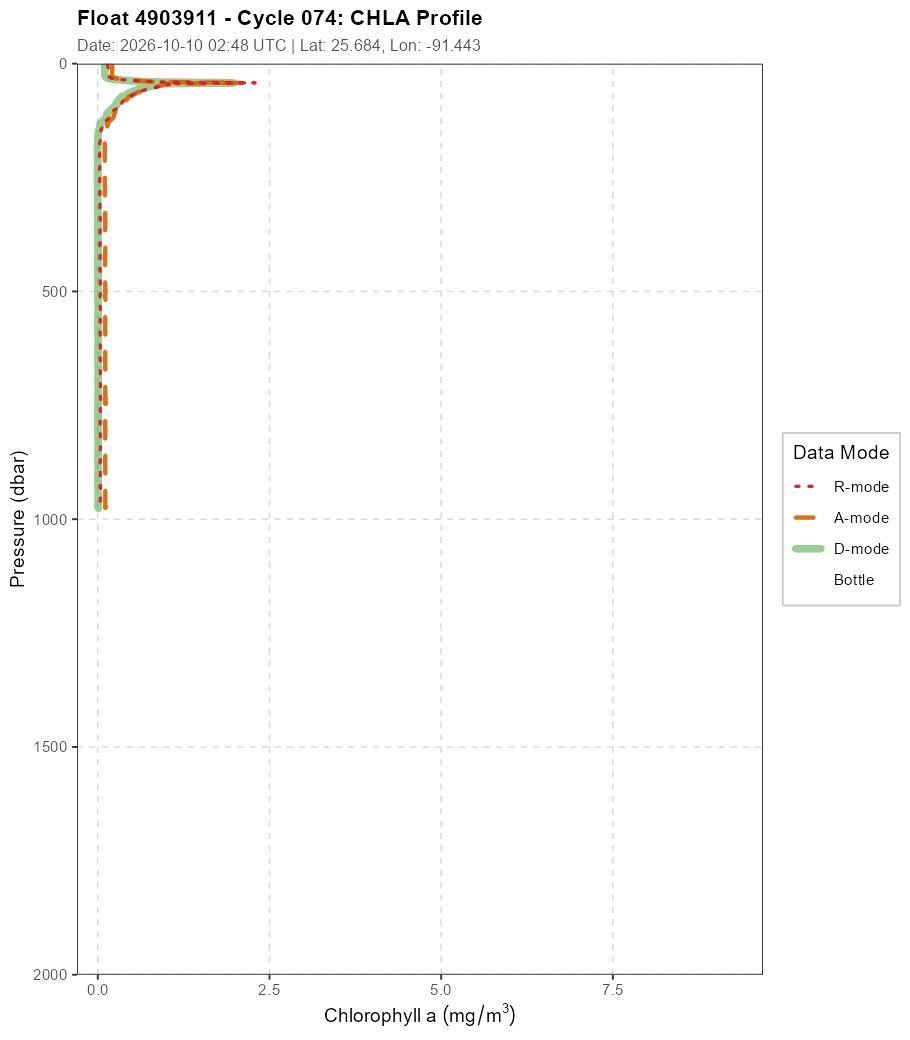 Float 4903911 - Cycle 074: CHLA Profile
Date: 2026-10-10 02:48 UTC | Lat: 25.684, Lon: -91.443
0
500
1000
1500
2000
Pressure (dbar)
0.0
2.5
5.0
7.5
Chlorophyll a (mg/m³)
Data Mode
R-mode
A-mode
D-mode
Bottle